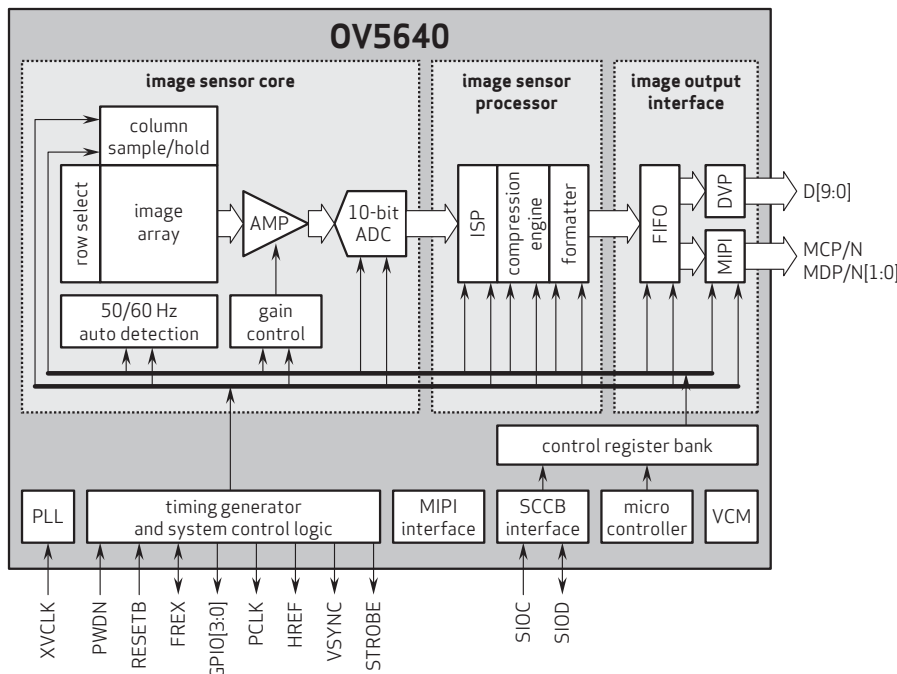 OV5640
image sensor core
image sensor
processor
image output
interface
column
sample/hold
row select
image
array
AMP
10-bit
ADC
ISP
compression
engine
formatter
FIFO
DVP
MIPI
D[9:0]
MCP/N
MDP/N[1:0]
50/60 Hz
auto detection
gain
control
control register bank
PLL
timing generator
and system control logic
MIPI
interface
SCCB
interface
micro
controller
VCM
XVCLK
PWDN
RESETB
FREX
GPIO[3:0]
PCLK
HREF
VSYNC
STROBE
SIOC
SIOD